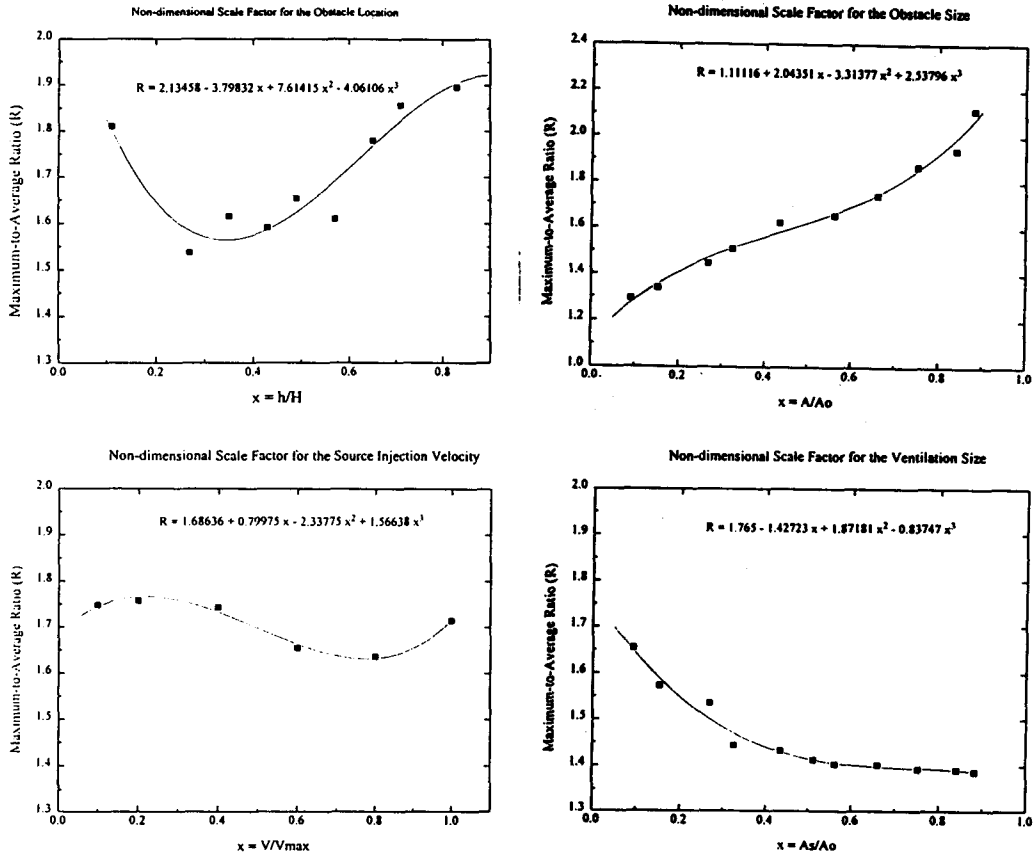 Non-dimensional Scale Factor for the Obstacle Location
R = 2.13458 - 3.79832 x + 7.61415 x² - 4.06106 x³
Maximum-to-Average Ratio (R)
2.0
1.9
1.8
1.7
1.6
1.5
1.4
1.3
0.0 0.2 0.4 0.6 0.8
x = h/H
Non-dimensional Scale Factor for the Obstacle Size
R = 1.11116 + 2.04351 x - 3.31377 x² + 2.53796 x³
Maximum-to-Average Ratio (R)
2.4
2.2
2.0
1.8
1.6
1.4
1.2
1.0
0.0 0.2 0.4 0.6 0.8 1.0
x = A/Ao
Non-dimensional Scale Factor for the Source Injection Velocity
R = 1.68636 + 0.79975 x - 2.33775 x² + 1.56638 x³
Maximum-to-Average Ratio (R)
2.0
1.9
1.8
1.7
1.6
1.5
1.4
1.3
0.0 0.2 0.4 0.6 0.8 1.0
x = V/Vmax
Non-dimensional Scale Factor for the Ventilation Size
R = 1.765 - 1.42723 x + 1.87181 x² - 0.83747 x³
Maximum-to-Average Ratio (R)
2.0
1.9
1.8
1.7
1.6
1.5
1.4
1.3
0.0 0.2 0.4 0.6 0.8 1.0
x = As/Ao